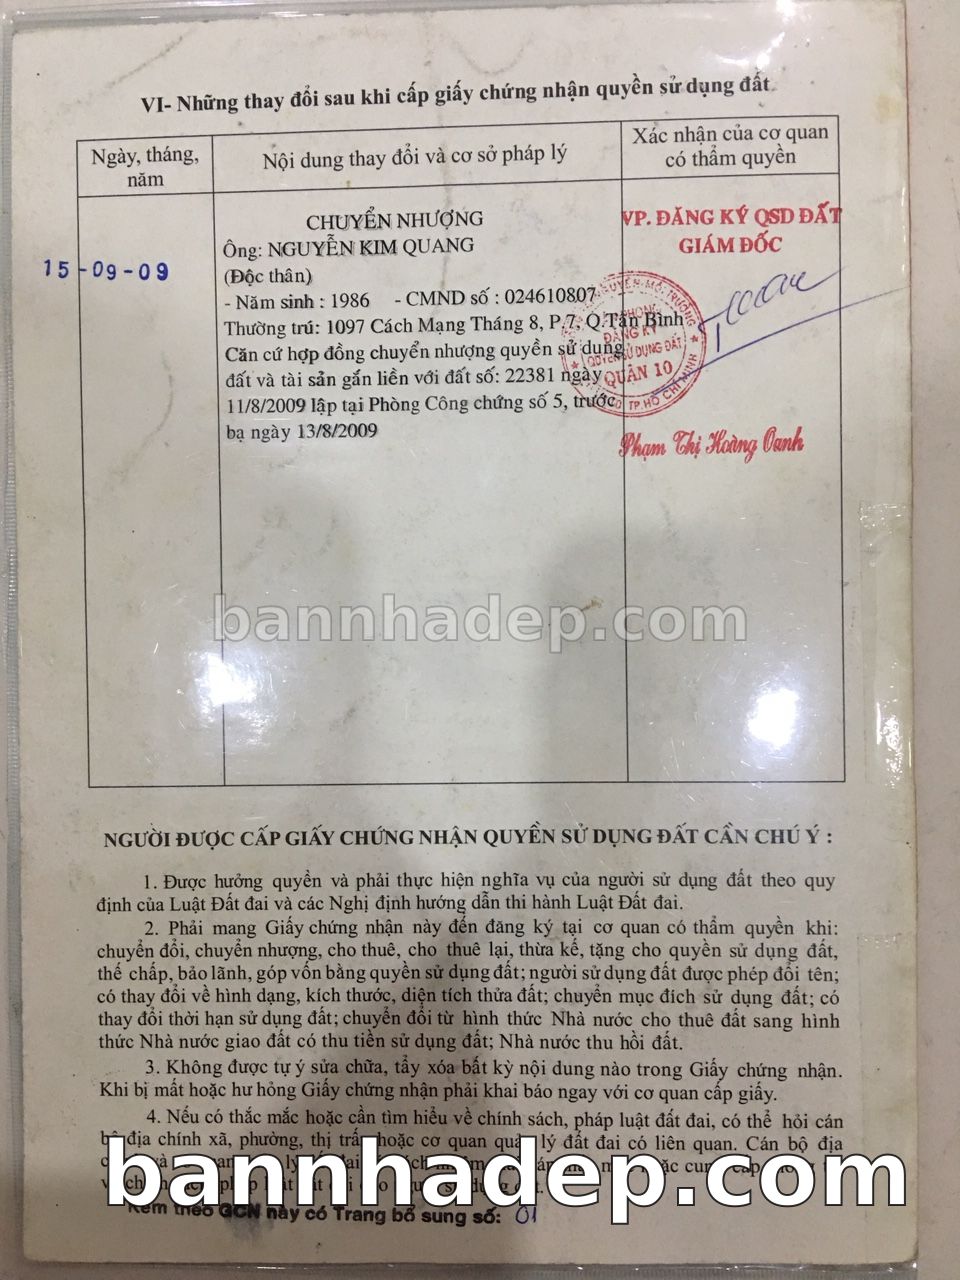 VI- Những thay đổi sau khi cấp giấy chứng nhận quyền sử dụng đất
Ngày, tháng, năm
Nội dung thay đổi và cơ sở pháp lý
Xác nhận của cơ quan có thẩm quyền
15-09-09
CHUYỂN NHƯỢNG
Ông: NGUYỄN KIM QUANG
(Độc thân)
- Năm sinh : 1986 - CMND số : 024610807
Thường trú: 1097 Cách Mạng Tháng 8, P.7, Q.Tân Bình
Căn cứ hợp đồng chuyển nhượng quyền sử dụng
đất và tài sản gắn liền với đất số: 22381 ngày
11/8/2009 lập tại Phòng Công chứng số 5, trước
bạ ngày 13/8/2009
VP. ĐĂNG KÝ QSD ĐẤT
GIÁM ĐỐC
ĐĂNG KÝ
QUYỀN SỬ DỤNG ĐẤT
QUẬN 10
TP.HỒ CHÍ MINH
Phạm Thị Hoàng Oanh
bannhadep.com
NGƯỜI ĐƯỢC CẤP GIẤY CHỨNG NHẬN QUYỀN SỬ DỤNG ĐẤT CẦN CHÚ Ý :
1. Được hưởng quyền và phải thực hiện nghĩa vụ của người sử dụng đất theo quy
định của Luật Đất đai và các Nghị định hướng dẫn thi hành Luật Đất đai.
2. Phải mang Giấy chứng nhận này đến đăng ký tại cơ quan có thẩm quyền khi:
chuyển đổi, chuyển nhượng, cho thuê, cho thuê lại, thừa kế, tặng cho quyền sử dụng đất,
thế chấp, bảo lãnh, góp vốn bằng quyền sử dụng đất; người sử dụng đất được phép đổi tên;
có thay đổi về hình dạng, kích thước, diện tích thửa đất; chuyển mục đích sử dụng đất; có
thay đổi thời hạn sử dụng đất; chuyển đổi từ hình thức Nhà nước cho thuê đất sang hình
thức Nhà nước giao đất có thu tiền sử dụng đất; Nhà nước thu hồi đất.
3. Không được tự ý sửa chữa, tẩy xóa bất kỳ nội dung nào trong Giấy chứng nhận.
Khi bị mất hoặc hư hỏng Giấy chứng nhận phải khai báo ngay với cơ quan cấp giấy.
4. Nếu có thắc mắc hoặc cần tìm hiểu về chính sách, pháp luật đất đai, có thể hỏi cán
bộ địa chính xã, phường, thị trấn hoặc cơ quan quản lý đất đai có liên quan. Cán bộ địa
bannhadep.com
Kèm theo GCN này có Trang bổ sung số: 01